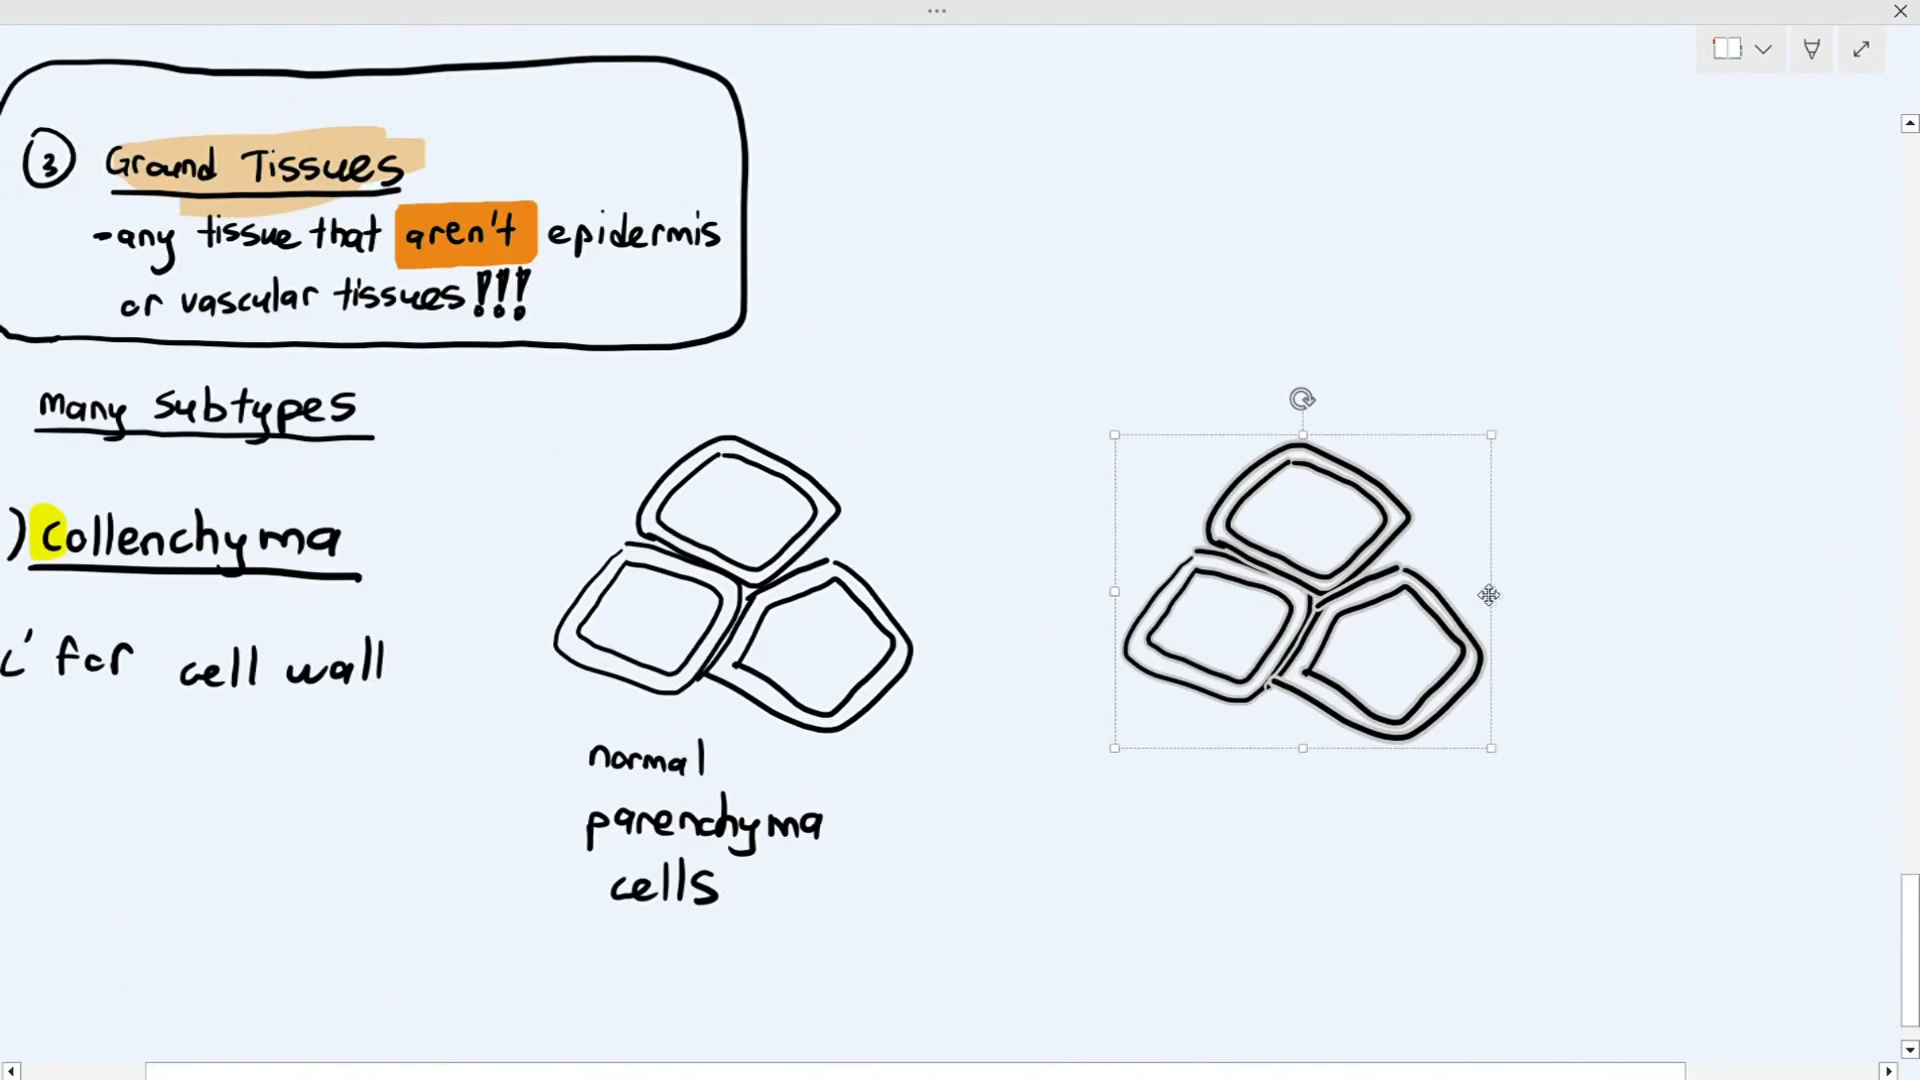 3 Ground Tissues
-any tissue that aren't epidermis
or vascular tissues!!!
Many subtypes
) Collenchyma
c' for cell wall
normal
parenchyma
cells